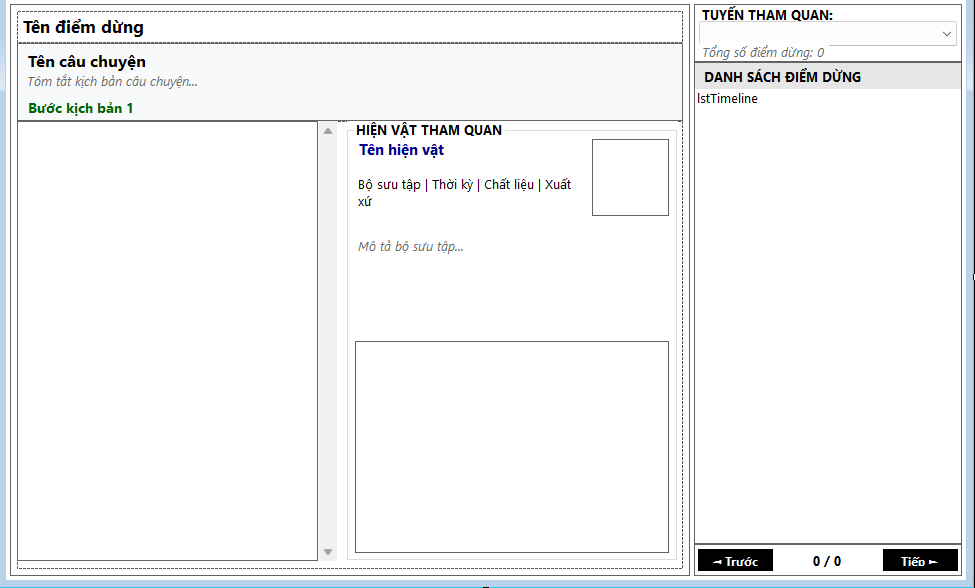 Tên điểm dừng
Tên câu chuyện
Tóm tắt kịch bản câu chuyện...
Bước kịch bản 1
HIỆN VẬT THAM QUAN
Tên hiện vật
Bộ sưu tập | Thời kỳ | Chất liệu | Xuất
xứ
Mô tả bộ sưu tập...
TUYẾN THAM QUAN:
Tổng số điểm dừng: 0
DANH SÁCH ĐIỂM DỪNG
lstTimeline
◄ Trước
0 / 0
Tiếp ►